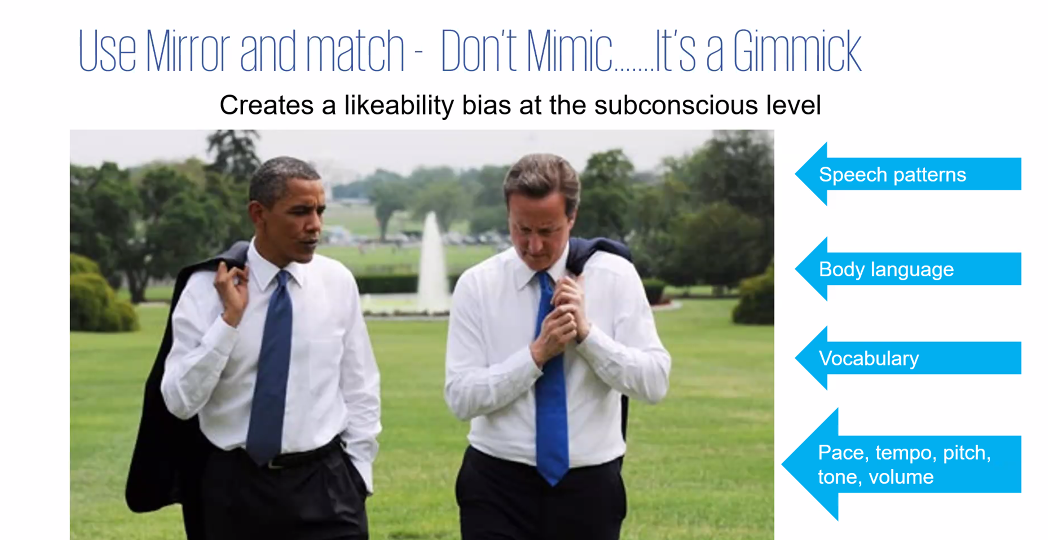 Use Mirror and match - Don't Mimic.......It's a Gimmick
Creates a likeability bias at the subconscious level
Speech patterns
Body language
Vocabulary
Pace, tempo, pitch,
tone, volume